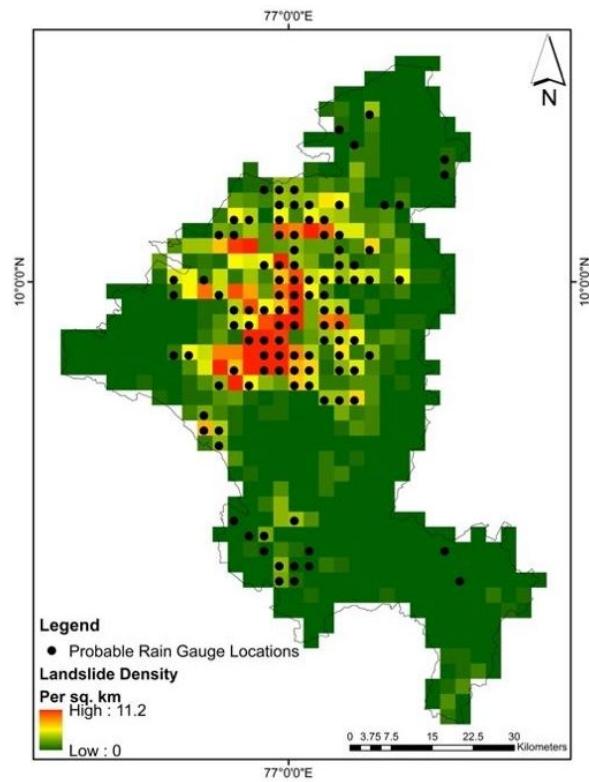 77°0'0"E
N
10°0'0"N
10°0'0"N
Legend
Probable Rain Gauge Locations
Landslide Density
Per sq. km
High : 11.2
Low : 0
0 3.75 7.5 15 22.5 30
Kilometers
77°0'0"E